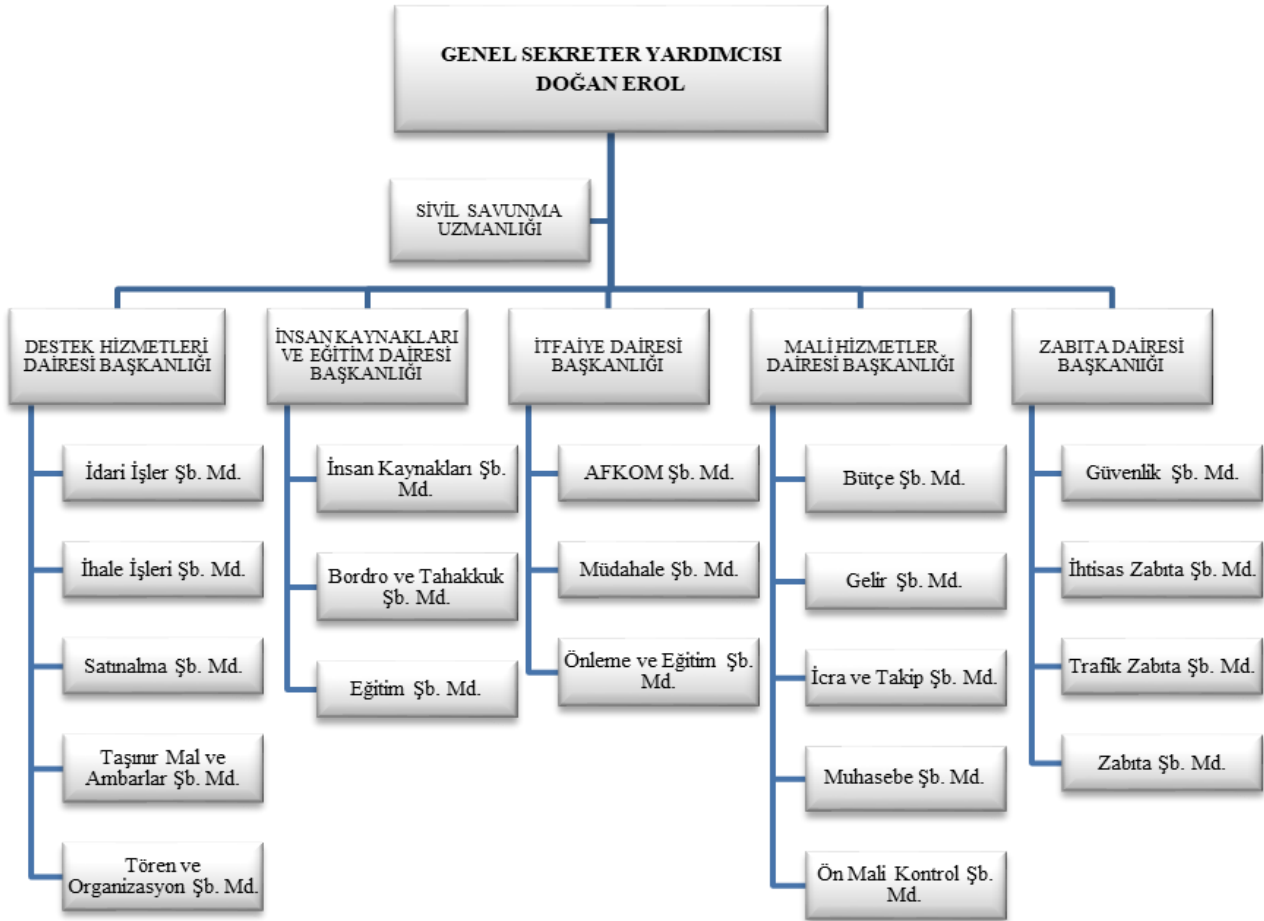 GENEL SEKRETER YARDIMCISI
DOĞAN EROL
SİVİL SAVUNMA
UZMANLIĞI
DESTEK HİZMETLERİ
DAİRESİ BAŞKANLIĞI
İdari İşler Şb. Md.
İhale İşleri Şb. Md.
Satınalma Şb. Md.
Taşınır Mal ve
Ambarlar Şb. Md.
Tören ve
Organizasyon Şb. Md.
İNSAN KAYNAKLARI
VE EĞİTİM DAİRESİ
BAŞKANLIĞI
İnsan Kaynakları Şb.
Md.
Bordro ve Tahakkuk
Şb. Md.
Eğitim Şb. Md.
İTFAİYE DAİRESİ
BAŞKANLIĞI
AFKOM Şb. Md.
Müdahale Şb. Md.
Önleme ve Eğitim Şb.
Md.
MALİ HİZMETLER
DAİRESİ BAŞKANLIĞI
Bütçe Şb. Md.
Gelir Şb. Md.
İcra ve Takip Şb. Md.
Muhasebe Şb. Md.
Ön Mali Kontrol Şb.
Md.
ZABITA DAİRESİ
BAŞKANlIĞI
Güvenlik Şb. Md.
İhtisas Zabıta Şb. Md.
Trafik Zabıta Şb. Md.
Zabıta Şb. Md.